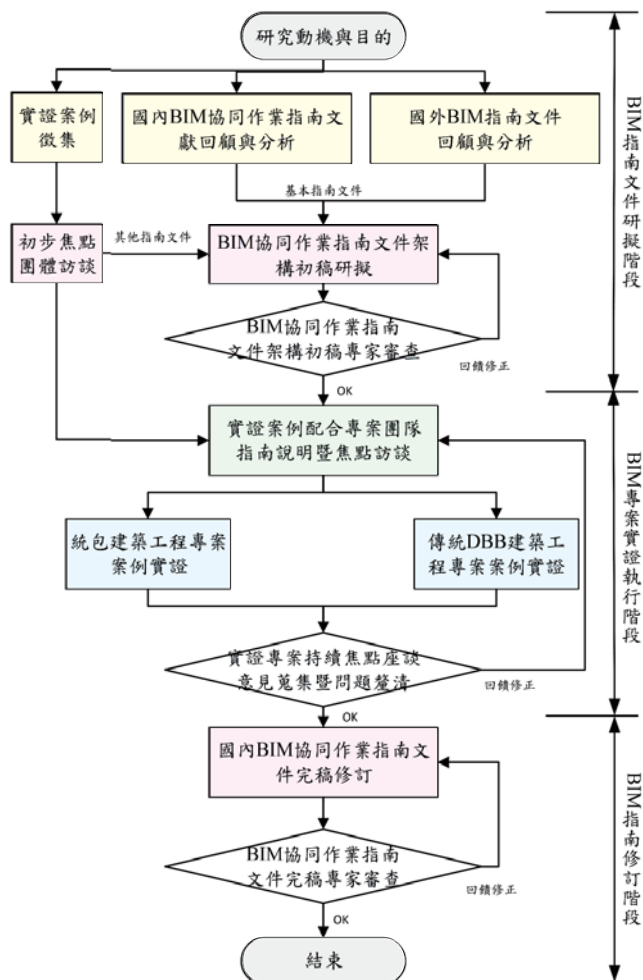 研究動機與目的
實證案例
徵集
國內BIM協同作業指南文
獻回顧與分析
國外BIM指南文件
回顧與分析
基本指南文件
初步焦點
團體訪談
其他指南文件
BIM協同作業指南文件架
構初稿研擬
BIM協同作業指南
文件架構初稿專家審查
回饋修正
OK
BIM指南文件研擬階段
實證案例配合專案團隊
指南說明暨焦點訪談
統包建築工程專案
案例實證
傳統DBB建築工
程專案案例實證
實證專案持續焦點座談
意見蒐集暨問題釐清
回饋修正
OK
BIM專案實證執行階段
國內BIM協同作業指南文
件完稿修訂
BIM協同作業指南
文件完稿專家審查
回饋修正
OK
結束
BIM指南修訂階段